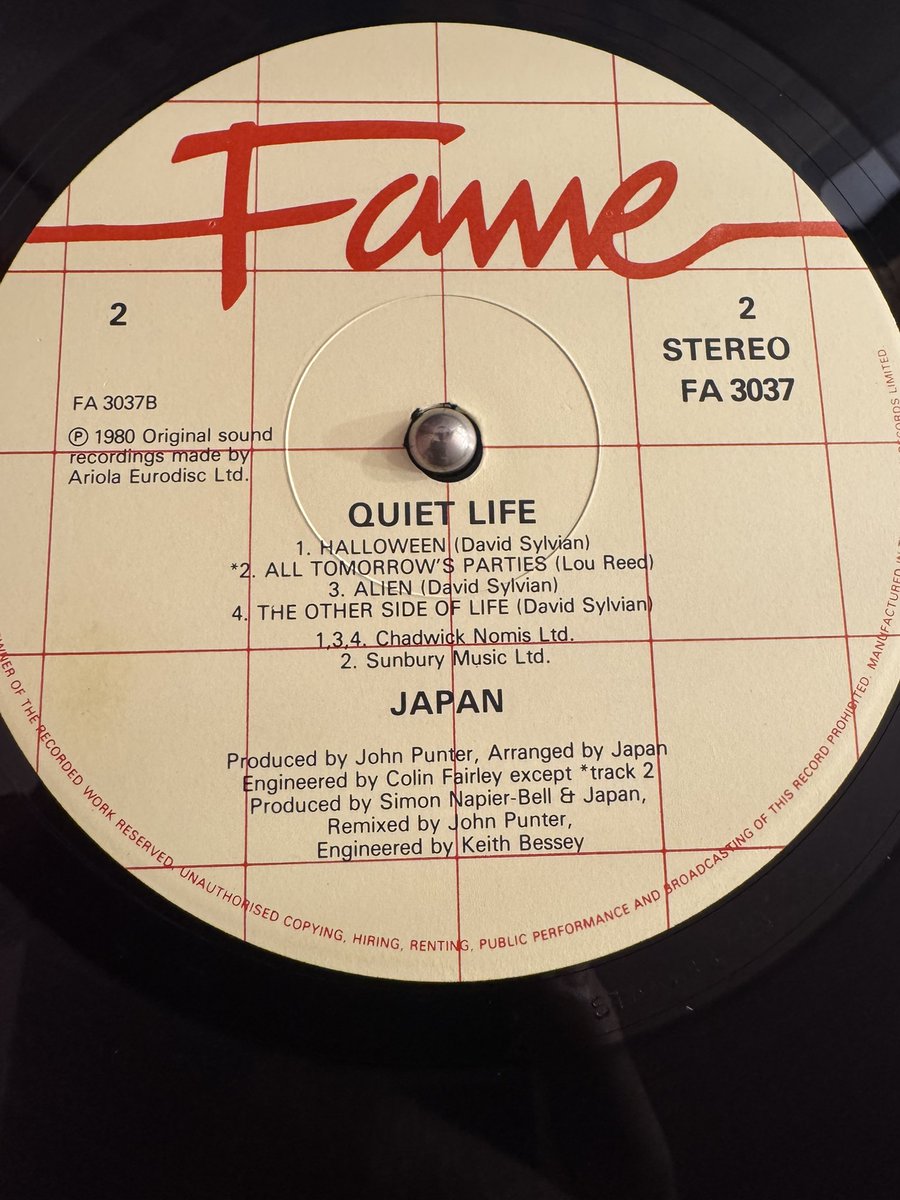 Fame
2
2
STEREO
FA 3037
FA 3037B
℗ 1980 Original sound
recordings made by
Ariola Eurodisc Ltd.
QUIET LIFE
1. HALLOWEEN (David Sylvian)
*2. ALL TOMORROW'S PARTIES (Lou Reed)
3. ALIEN (David Sylvian)
4. THE OTHER SIDE OF LIFE (David Sylvian)
1,3,4. Chadwick Nomis Ltd.
2. Sunbury Music Ltd.
JAPAN
Produced by John Punter, Arranged by Japan
Engineered by Colin Fairley except *track 2
Produced by Simon Napier-Bell & Japan,
Remixed by John Punter,
Engineered by Keith Bessey
OF THE RECORDED WORK RESERVED. UNAUTHORISED COPYING, HIRING, RENTING, PUBLIC PERFORMANCE AND BROADCASTING OF THIS RECORD PROHIBITED. MANUFACTURED IN LIMITED